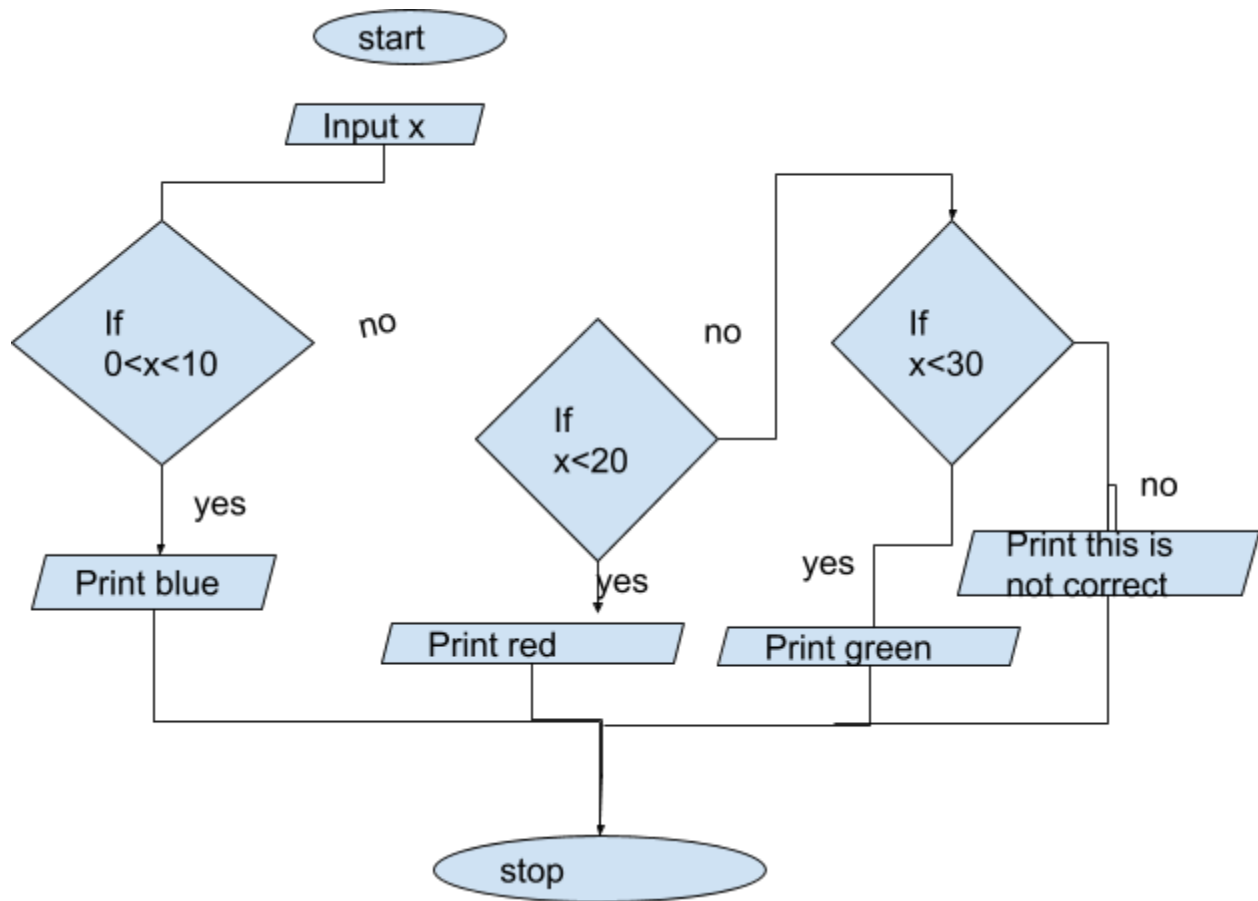 start
Input x
If
0<x<10
no
yes
Print blue
If
x<20
no
yes
Print red
If
x<30
yes
Print green
no
Print this is
not correct
stop